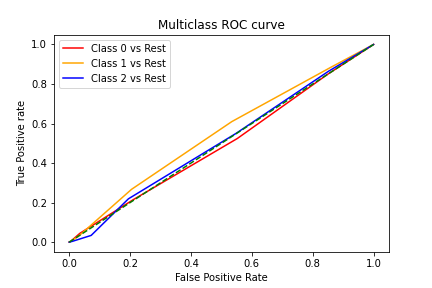 Multiclass ROC curve
Class 0 vs Rest
Class 1 vs Rest
Class 2 vs Rest
True Positive rate
1.0
0.8
0.6
0.4
0.2
0.0
0.0 0.2 0.4 0.6 0.8 1.0
False Positive Rate